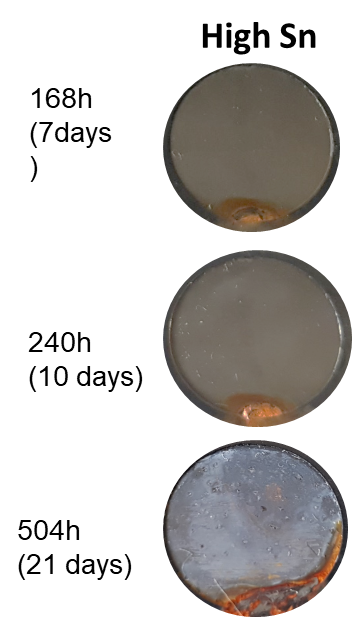 High Sn
168h
(7days
)
240h
(10 days)
504h
(21 days)